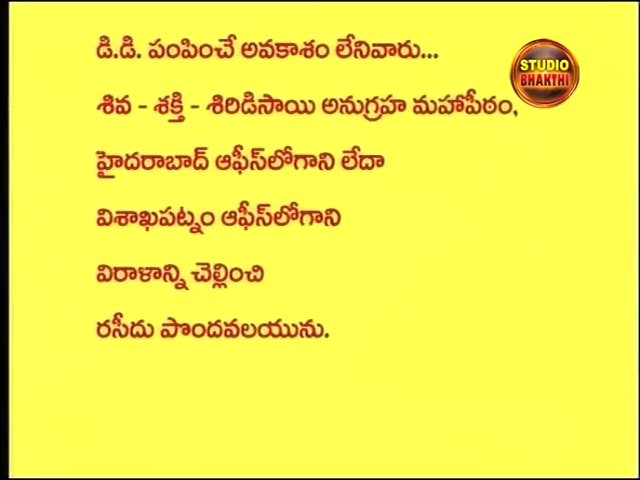 డి.డి. పంపించే అవకాశం లేనివారు...
STUDIO
BHAKTHI
శివ - శక్తి - శిరిడిసాయి అనుగ్రహ మహాపీఠం,
హైదరాబాద్ ఆఫీస్‌లోగాని లేదా
విశాఖపట్నం ఆఫీస్‌లోగాని
విరాళాన్ని చెల్లించి
రసీదు పొందవలయును.